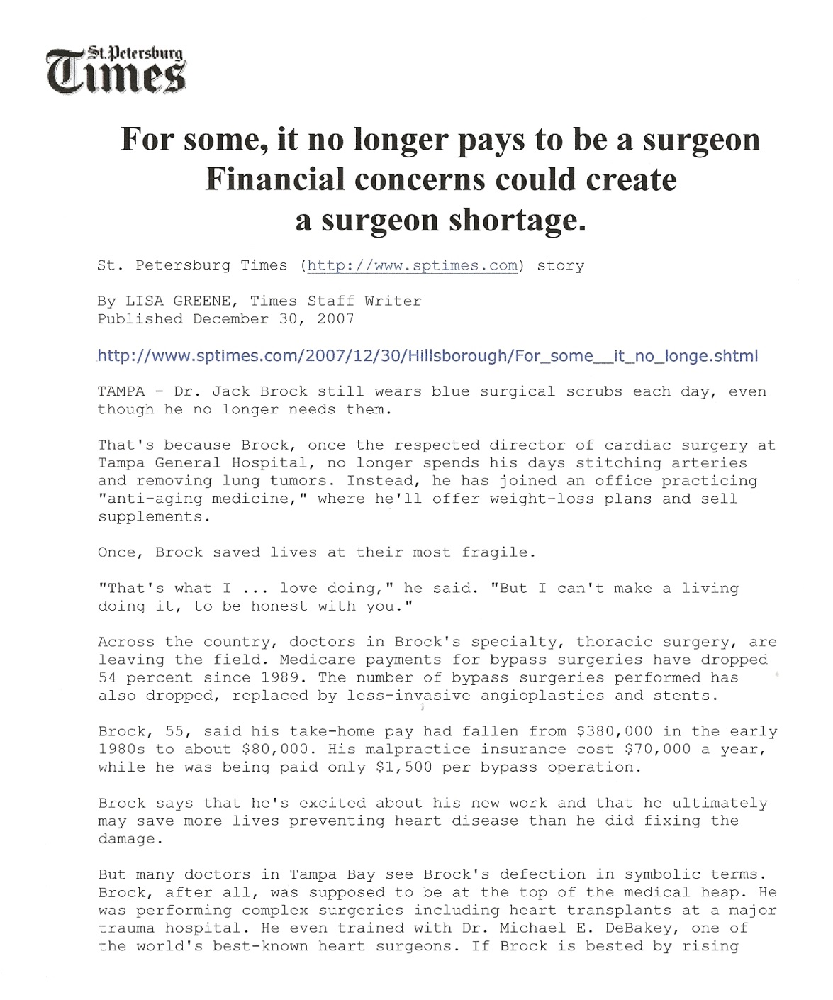 St. Petersburg
Times
For some, it no longer pays to be a surgeon
Financial concerns could create
a surgeon shortage.
St. Petersburg Times (http://www.sptimes.com) story
By LISA GREENE, Times Staff Writer
Published December 30, 2007
http://www.sptimes.com/2007/12/30/Hillsborough/For_some__it_no_longe.shtml
TAMPA - Dr. Jack Brock still wears blue surgical scrubs each day, even
though he no longer needs them.
That's because Brock, once the respected director of cardiac surgery at
Tampa General Hospital, no longer spends his days stitching arteries
and removing lung tumors. Instead, he has joined an office practicing
"anti-aging medicine," where he'll offer weight-loss plans and sell
supplements.
Once, Brock saved lives at their most fragile.
"That's what I ... love doing," he said. "But I can't make a living
doing it, to be honest with you."
Across the country, doctors in Brock's specialty, thoracic surgery, are
leaving the field. Medicare payments for bypass surgeries have dropped
54 percent since 1989. The number of bypass surgeries performed has
also dropped, replaced by less-invasive angioplasties and stents.
Brock, 55, said his take-home pay had fallen from $380,000 in the early
1980s to about $80,000. His malpractice insurance cost $70,000 a year,
while he was being paid only $1,500 per bypass operation.
Brock says that he's excited about his new work and that he ultimately
may save more lives preventing heart disease than he did fixing the
damage.
But many doctors in Tampa Bay see Brock's defection in symbolic terms.
Brock, after all, was supposed to be at the top of the medical heap. He
was performing complex surgeries including heart transplants at a major
trauma hospital. He even trained with Dr. Michael E. DeBakey, one of
the world's best-known heart surgeons. If Brock is bested by rising